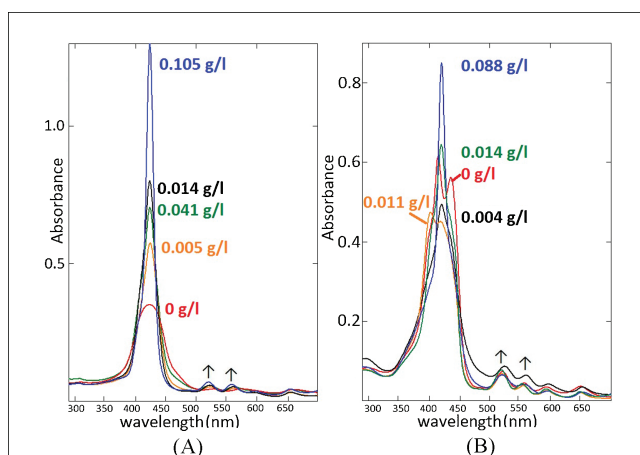 0.105 g/l
1.0
0.014 g/l
0.041 g/l
0.005 g/l
0.5
0 g/l
Absorbance
300 350 400 450 500 550 600 650
wavelength(nm)
(A)
0.8
0.088 g/l
0.014 g/l
0.6
0 g/l
0.011 g/l
0.004 g/l
0.4
0.2
Absorbance
300 350 400 450 500 550 600 650
wavelength(nm)
(B)